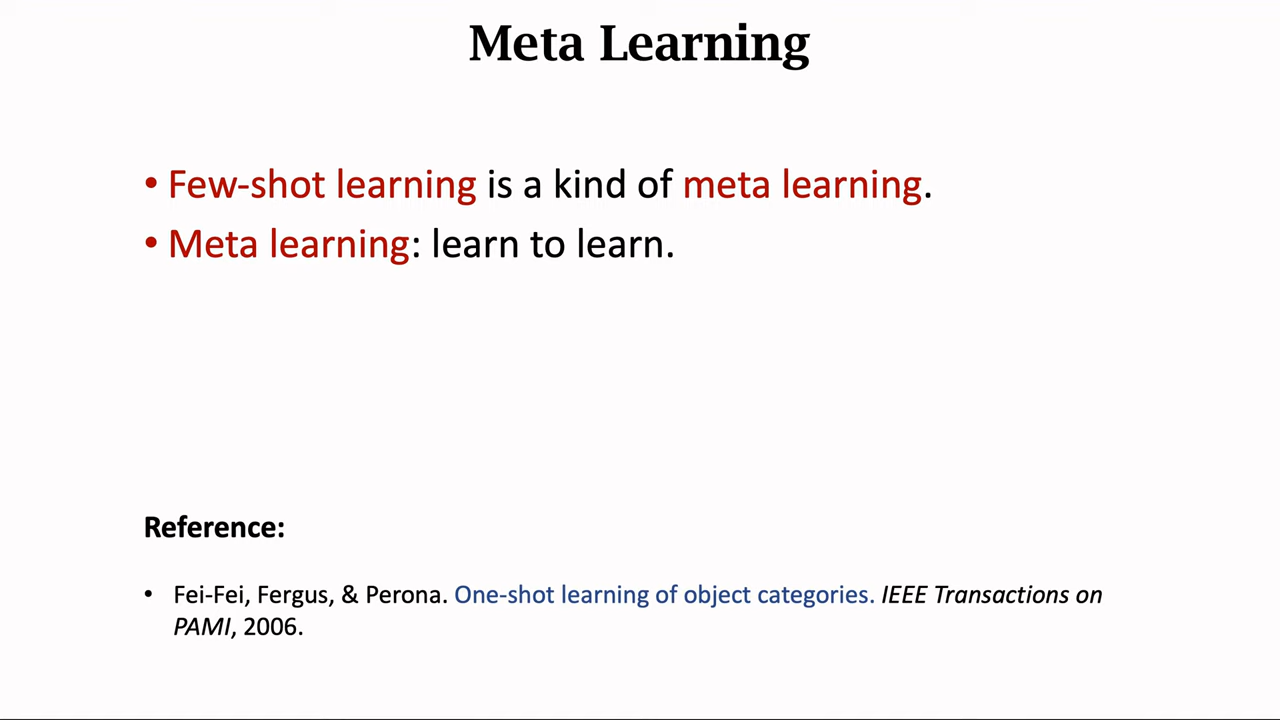 Meta Learning
• Few-shot learning is a kind of meta learning.
• Meta learning: learn to learn.
Reference:
• Fei-Fei, Fergus, & Perona. One-shot learning of object categories. IEEE Transactions on
PAMI, 2006.